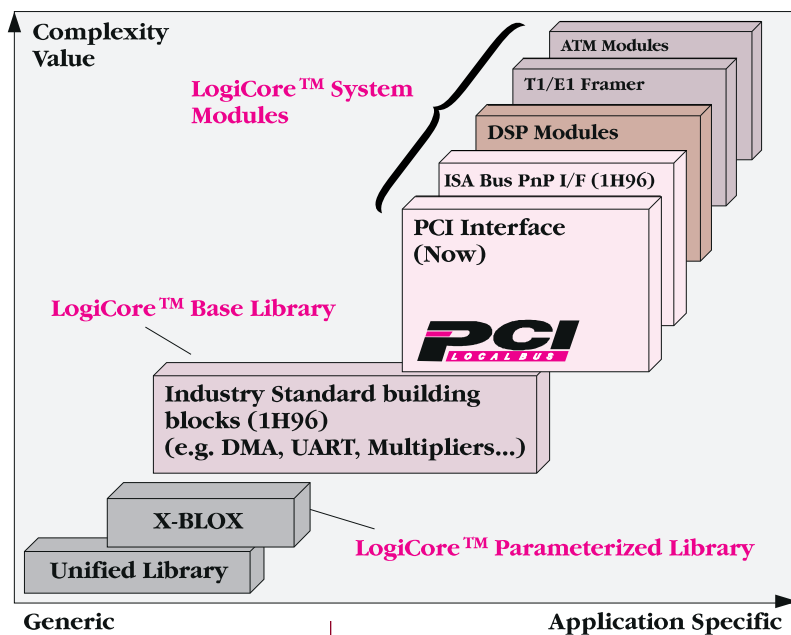 Complexity
Value
LogiCore™ System
Modules
ATM Modules
T1/E1 Framer
DSP Modules
ISA Bus PnP I/F (1H96)
PCI Interface
(Now)
PCI
LOCAL BUS
LogiCore™ Base Library
Industry Standard building
blocks (1H96)
(e.g. DMA, UART, Multipliers...)
X-BLOX
LogiCore™ Parameterized Library
Unified Library
Generic
Application Specific